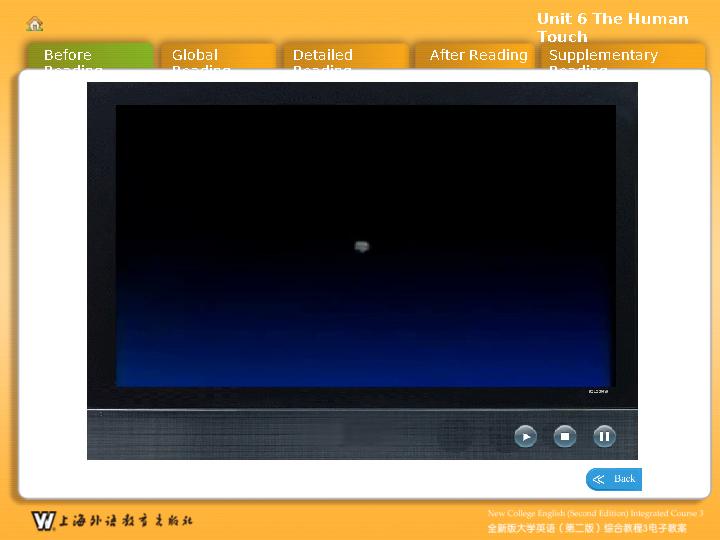 Unit 6 The Human
Touch
Before
Reading
Global
Reading
Detailed
Reading
After Reading
Supplementary
Reading
Back
W 上海外语教育出版社
New College English (Second Edition) Integrated Course 3
全新版大学英语（第二版）综合教程3电子教案